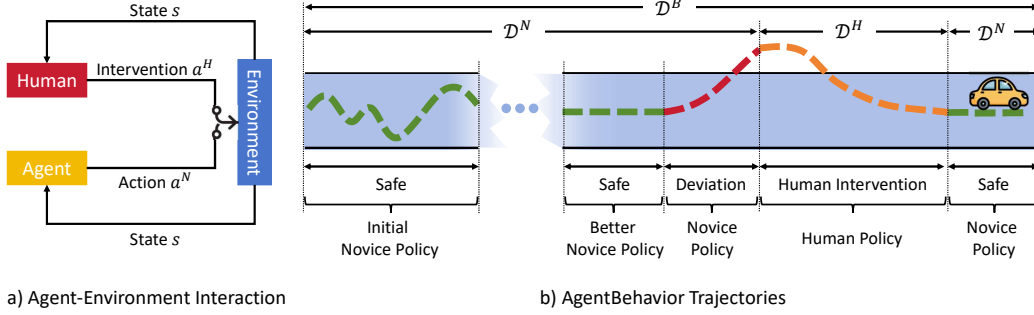 State s
Human
Intervention a^H
Environment
Agent
Action a^N
State s
a) Agent-Environment Interaction
𝒟^B
𝒟^N
𝒟^H
𝒟^N
Safe
Safe
Deviation
Human Intervention
Safe
Initial
Novice Policy
Better
Novice Policy
Novice
Policy
Human Policy
Novice
Policy
b) AgentBehavior Trajectories